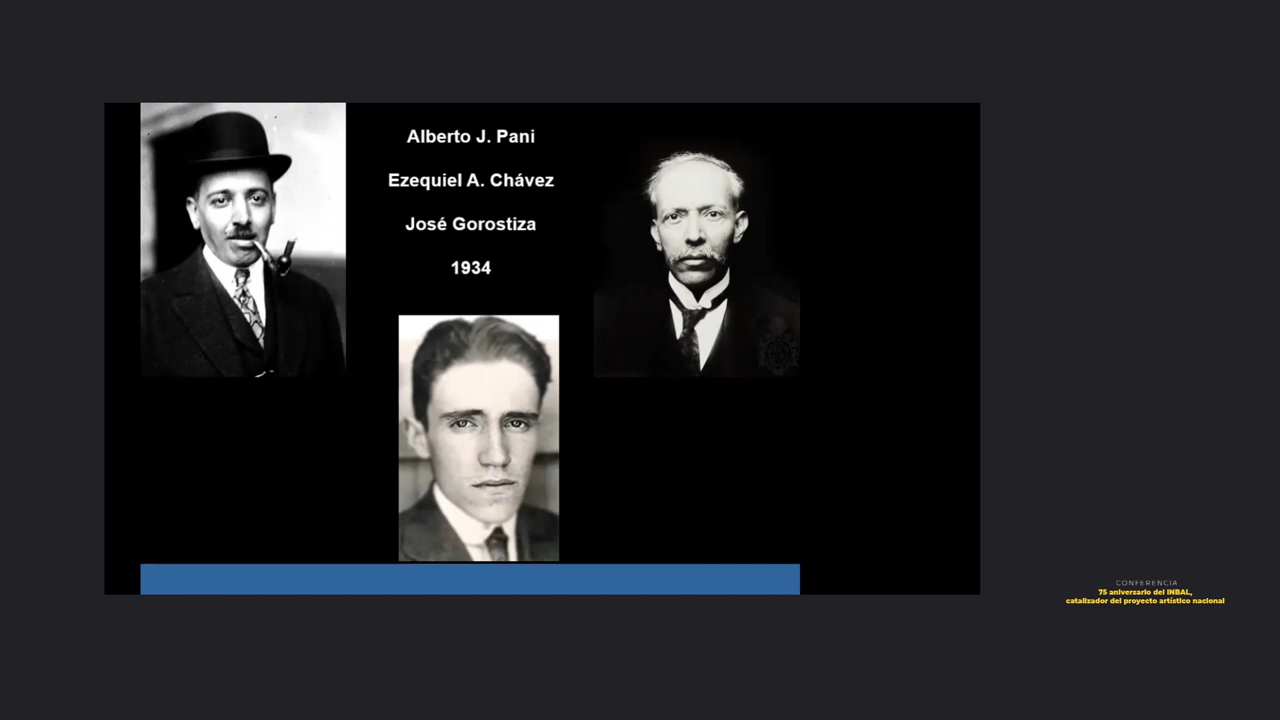 Alberto J. Pani
Ezequiel A. Chávez
José Gorostiza
1934
CONFERENCIA
75 aniversario del INBAL,
catalizador del proyecto artístico nacional